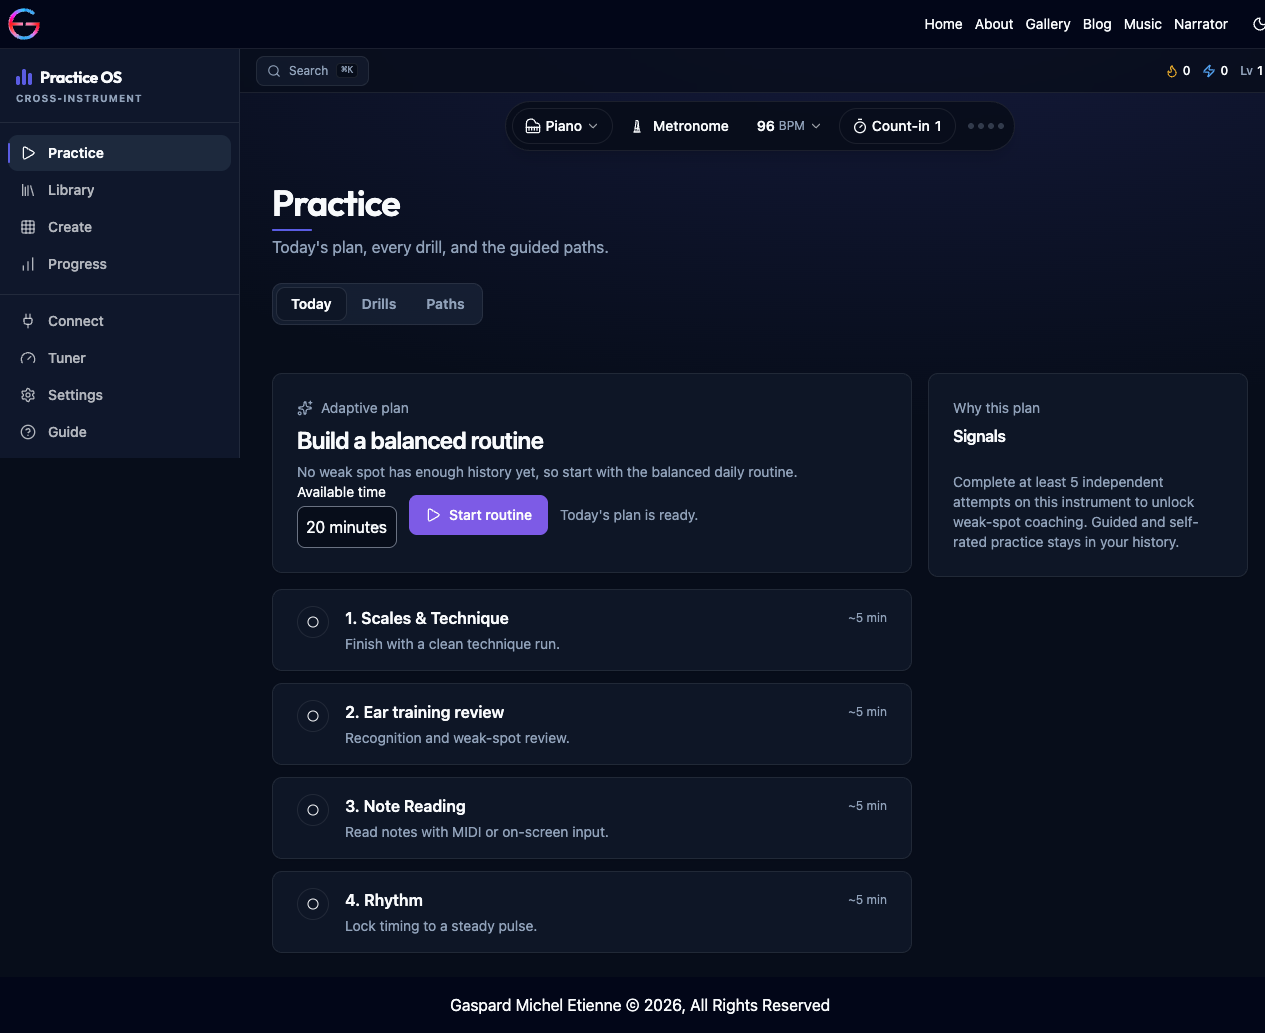 Home About Gallery Blog Music Narrator
Practice OS
CROSS-INSTRUMENT
Search ⌘K
0 0 Lv 1
Piano Metronome 96 BPM Count-in 1
Practice
Library
Create
Progress
Connect
Tuner
Settings
Guide
Practice
Today's plan, every drill, and the guided paths.
Today Drills Paths
Adaptive plan
Build a balanced routine
No weak spot has enough history yet, so start with the balanced daily routine.
Available time
20 minutes
Start routine
Today's plan is ready.
Why this plan
Signals
Complete at least 5 independent
attempts on this instrument to unlock
weak-spot coaching. Guided and self-
rated practice stays in your history.
1. Scales & Technique
~5 min
Finish with a clean technique run.
2. Ear training review
~5 min
Recognition and weak-spot review.
3. Note Reading
~5 min
Read notes with MIDI or on-screen input.
4. Rhythm
~5 min
Lock timing to a steady pulse.
Gaspard Michel Etienne © 2026, All Rights Reserved